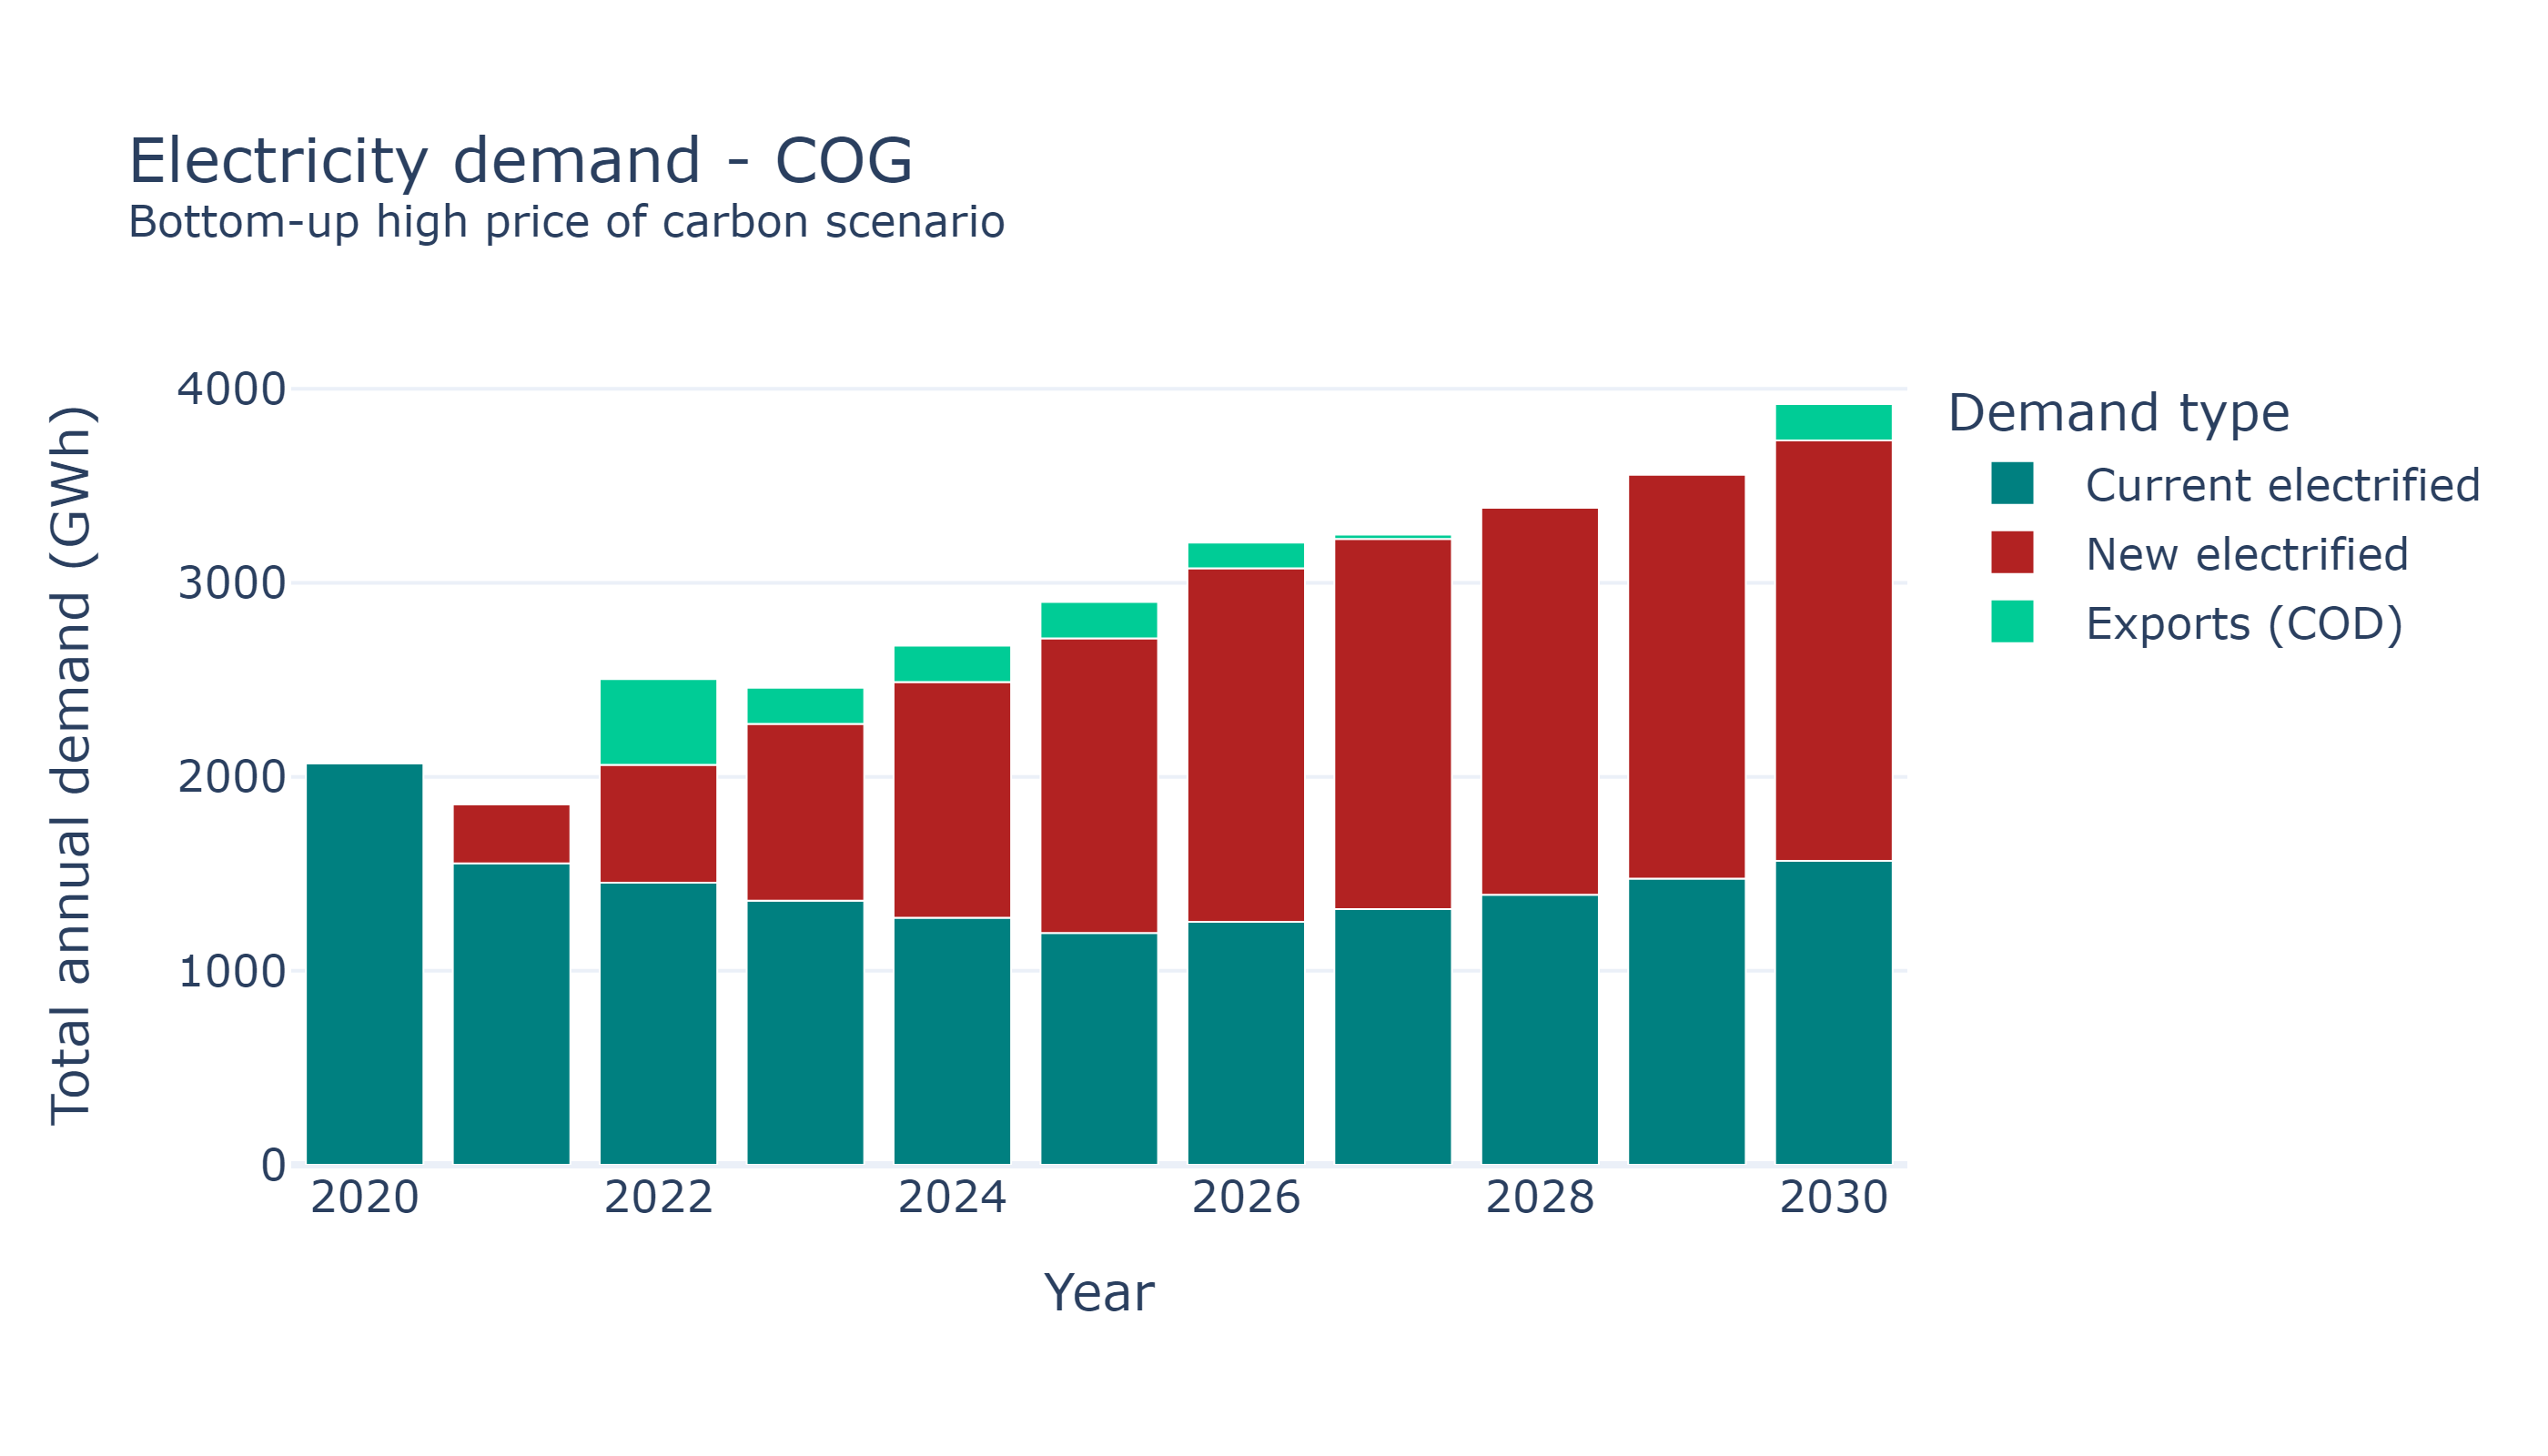 Electricity demand - COG
Bottom-up high price of carbon scenario
Total annual demand (GWh)
4000
3000
2000
1000
0
2020
2022
2024
2026
2028
2030
Year
Demand type
Current electrified
New electrified
Exports (COD)